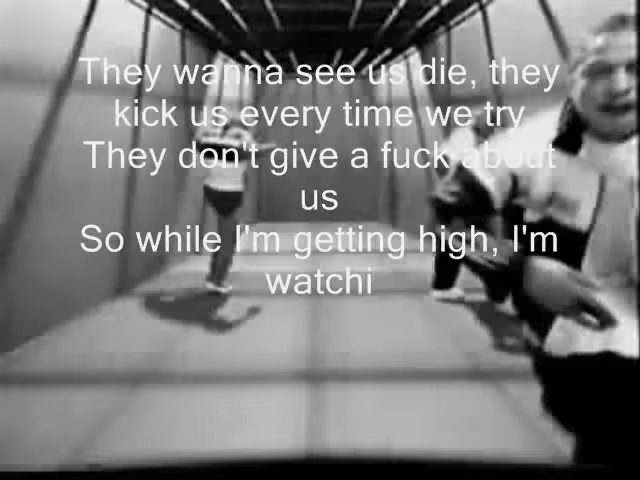 They wanna see us die, they
kick us every time we try
They don't give a fuck about
us
So while I'm getting high, I'm
watchi